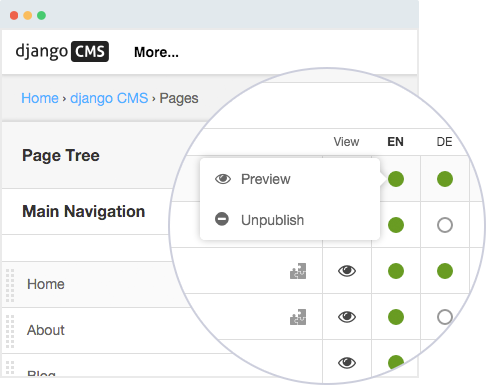 django CMS More...
Home › django CMS › Pages
View EN DE
Page Tree
Preview
Main Navigation
Unpublish
Home
About
Blog
EN